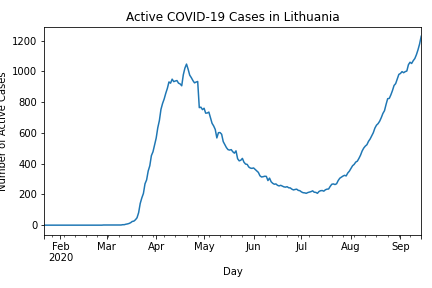 Active COVID-19 Cases in Lithuania
Number of Active Cases
1200
1000
800
600
400
200
0
Feb Mar Apr May Jun Jul Aug Sep
2020
Day